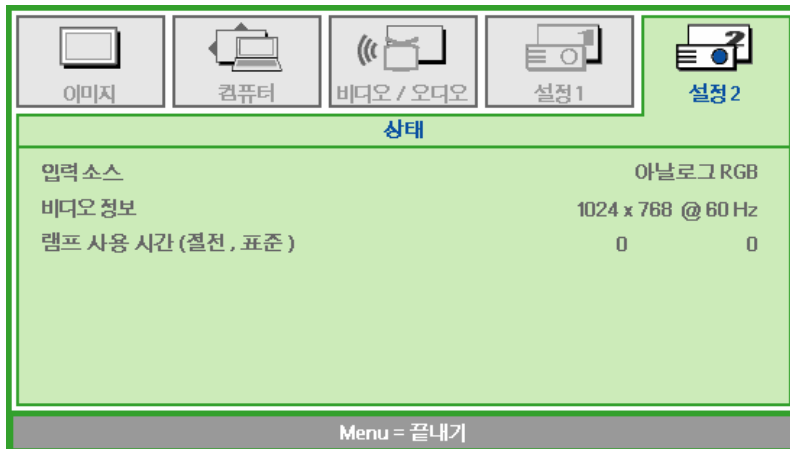 이미지
컴퓨터
비디오 / 오디오
설정 1
설정 2
상태
입력 소스 아날로그 RGB
비디오 정보 1024 x 768 @ 60 Hz
램프 사용 시간 (졀전 , 표준 ) 0 0
Menu = 끝내기